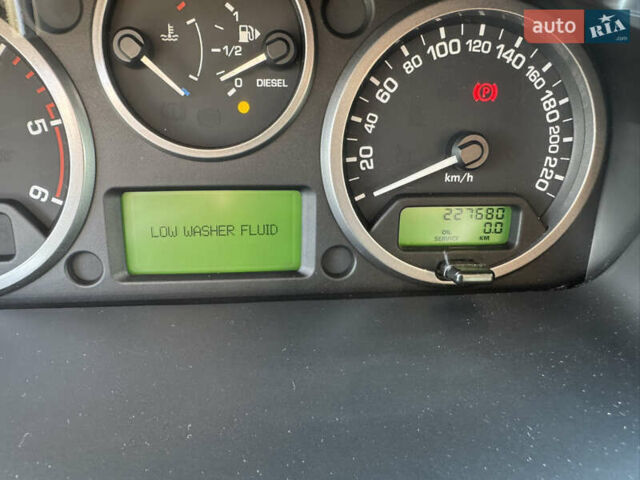 auto RIA .com
1
1/2
0
DIESEL
5
6
20
40
60
80
100
120
140
160
180
200
220
km/h
P
LOW WASHER FLUID
227680
OIL 0.0
SERVICE KM